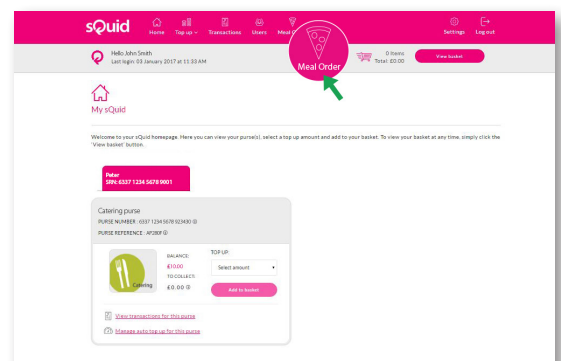 sQuid
Home Top up Transactions Users Meal O
Meal Order
Settings Log out
Hello John Smith
Last login 03 January 2017 at 11:33 AM
0 Items
Total: £0.00
View basket
My sQuid
Welcome to your sQuid homepage. Here you can view your purse(s), select a top up amount and add to your basket. To view your basket at any time, simply click the
'View basket' button.
Peter
SRN: 6337 1234 5678 9001
Catering purse
PURSE NUMBER : 6337 1234 5678 923430
PURSE REFERENCE : AP280F
Catering
BALANCE:
£10.00
TO COLLECT:
£0.00
TOP UP:
Select amount
Add to basket
View transactions for this purse
Manage auto top up for this purse